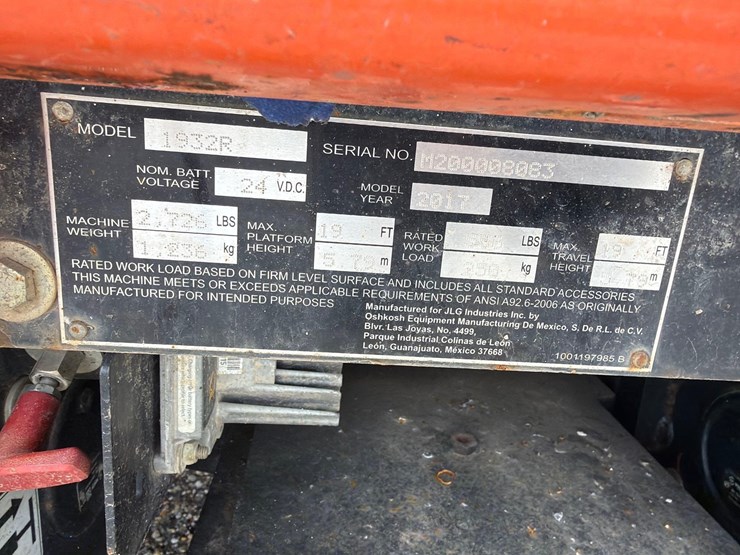 MODEL 1932R SERIAL NO. M200008083
NOM. BATT. VOLTAGE 24 V.D.C. MODEL YEAR 2017
MACHINE WEIGHT 2,726 LBS 1,236 kg MAX. PLATFORM HEIGHT 19 FT 5.79 m RATED WORK LOAD LBS kg MAX. TRAVEL HEIGHT 19 FT 5.79 m
RATED WORK LOAD BASED ON FIRM LEVEL SURFACE AND INCLUDES ALL STANDARD ACCESSORIES
THIS MACHINE MEETS OR EXCEEDS APPLICABLE REQUIREMENTS OF ANSI A92.6-2006 AS ORIGINALLY
MANUFACTURED FOR INTENDED PURPOSES
Manufactured for JLG Industries Inc. by
Oshkosh Equipment Manufacturing De Mexico, S. De R.L. de C.V.
Blvr. Las Joyas, No. 4499,
Parque Industrial Colinas de León
León, Guanajuato, México 37668
1001197985 B